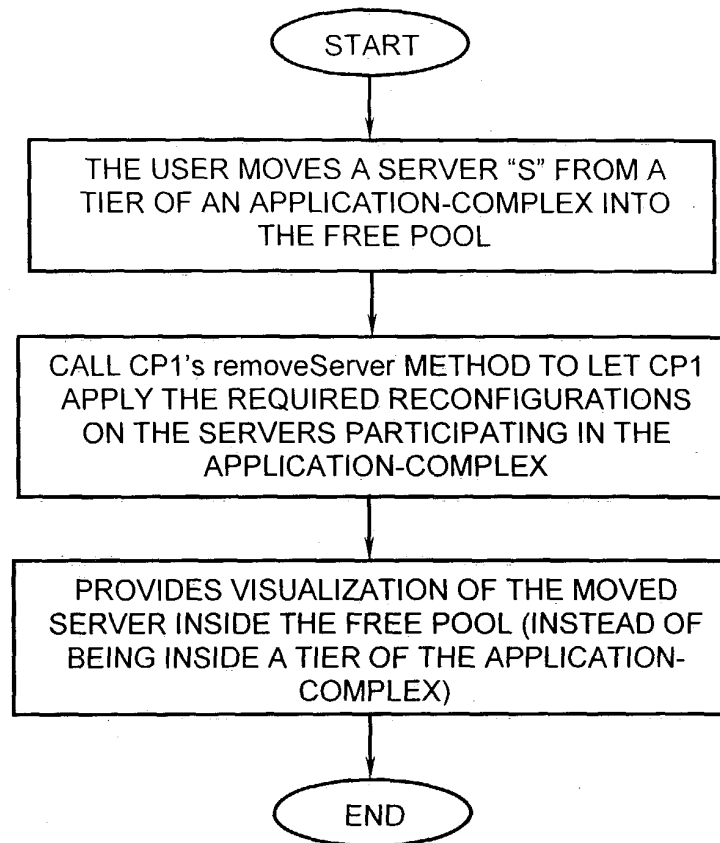 START
THE USER MOVES A SERVER “S” FROM A
TIER OF AN APPLICATION-COMPLEX INTO
THE FREE POOL
CALL CP1's removeServer METHOD TO LET CP1
APPLY THE REQUIRED RECONFIGURATIONS
ON THE SERVERS PARTICIPATING IN THE
APPLICATION-COMPLEX
PROVIDES VISUALIZATION OF THE MOVED
SERVER INSIDE THE FREE POOL (INSTEAD OF
BEING INSIDE A TIER OF THE APPLICATION-
COMPLEX)
END